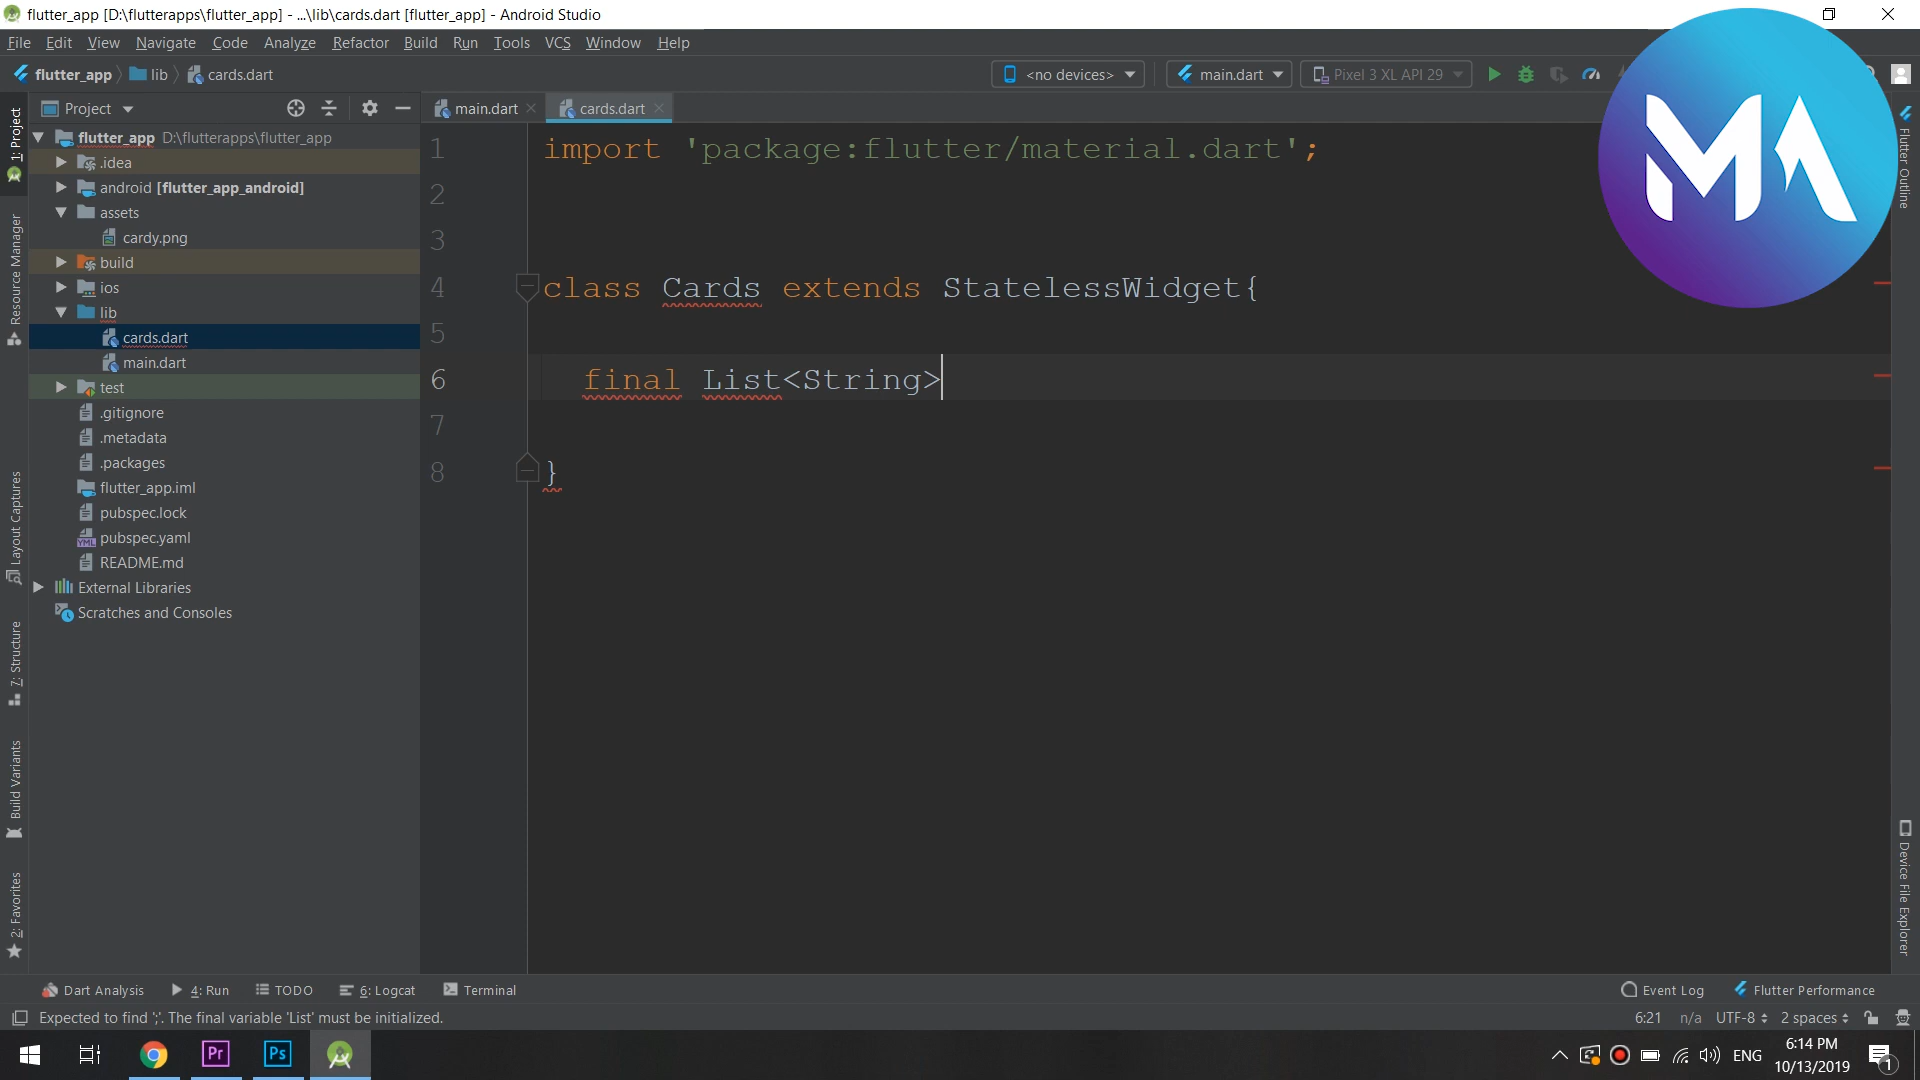 flutter_app [D:\flutterapps\flutter_app] - ...\lib\cards.dart [flutter_app] - Android Studio
File Edit View Navigate Code Analyze Refactor Build Run Tools VCS Window Help
flutter_app lib cards.dart <no devices> main.dart Pixel 3 XL API 29
Project
main.dart cards.dart
flutter_app D:\flutterapps\flutter_app
.idea
android [flutter_app_android]
assets
cardy.png
build
ios
lib
cards.dart
main.dart
test
.gitignore
.metadata
.packages
flutter_app.iml
pubspec.lock
pubspec.yaml
README.md
External Libraries
Scratches and Consoles
1 import 'package:flutter/material.dart';
2
3
4 class Cards extends StatelessWidget{
5
6 final List<String>
7
8 }
1: Project
Resource Manager
Layout Captures
7: Structure
Build Variants
2: Favorites
MA
Flutter Outline
Device File Explorer
Dart Analysis 4: Run TODO 6: Logcat Terminal Event Log Flutter Performance
Expected to find ';'. The final variable 'List' must be initialized. 6:21 n/a UTF-8 2 spaces
Pr Ps ENG 6:14 PM
10/13/2019 1